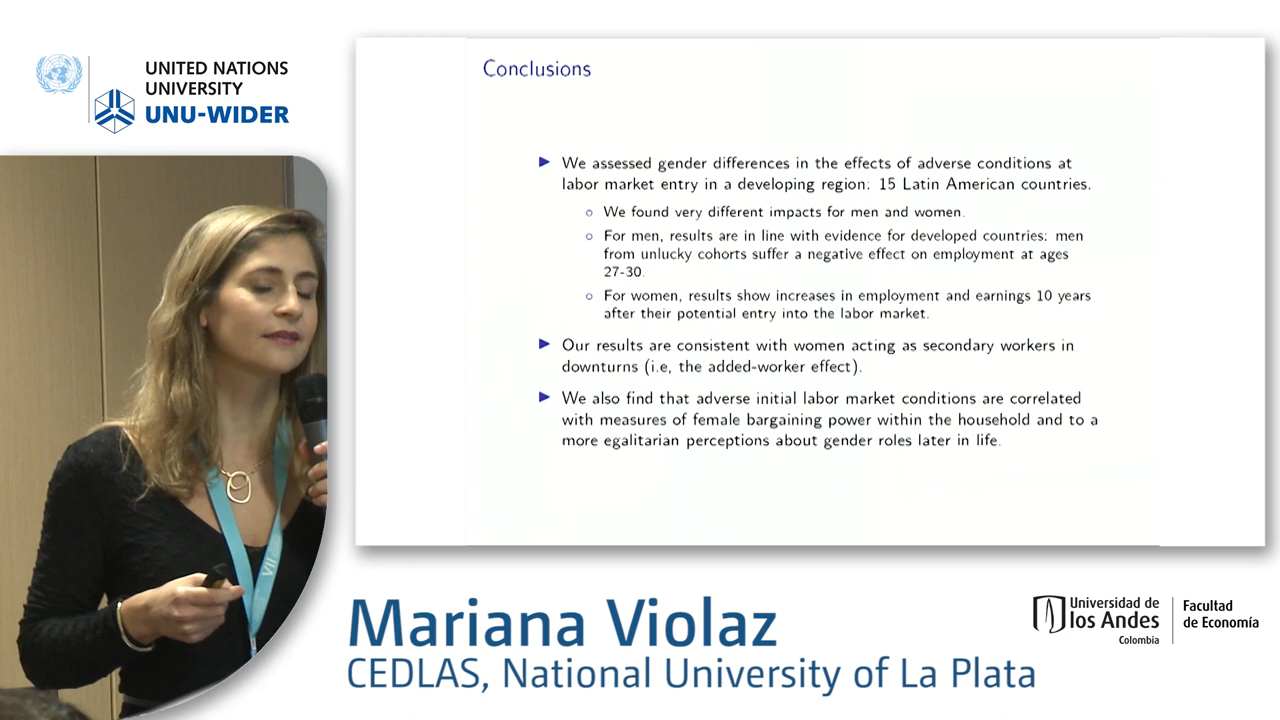 UNITED NATIONS
UNIVERSITY
UNU-WIDER
Conclusions
We assessed gender differences in the effects of adverse conditions at
labor market entry in a developing region: 15 Latin American countries.
We found very different impacts for men and women.
For men, results are in line with evidence for developed countries: men
from unlucky cohorts suffer a negative effect on employment at ages
27-30.
For women, results show increases in employment and earnings 10 years
after their potential entry into the labor market.
Our results are consistent with women acting as secondary workers in
downturns (i.e, the added-worker effect).
We also find that adverse initial labor market conditions are correlated
with measures of female bargaining power within the household and to a
more egalitarian perceptions about gender roles later in life.
VII
Mariana Violaz
CEDLAS, National University of La Plata
Universidad de
los Andes
Colombia
Facultad
de Economía